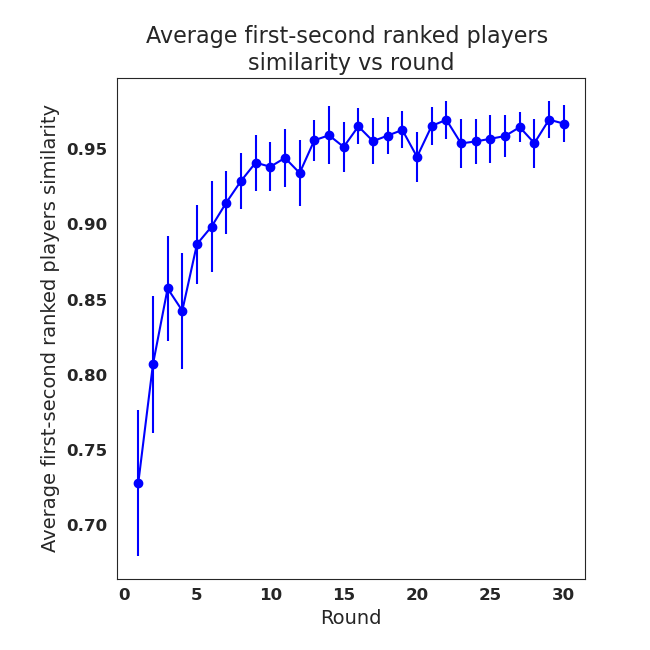 Average first-second ranked players
similarity vs round
Average first-second ranked players similarity
0.95
0.90
0.85
0.80
0.75
0.70
0 5 10 15 20 25 30
Round